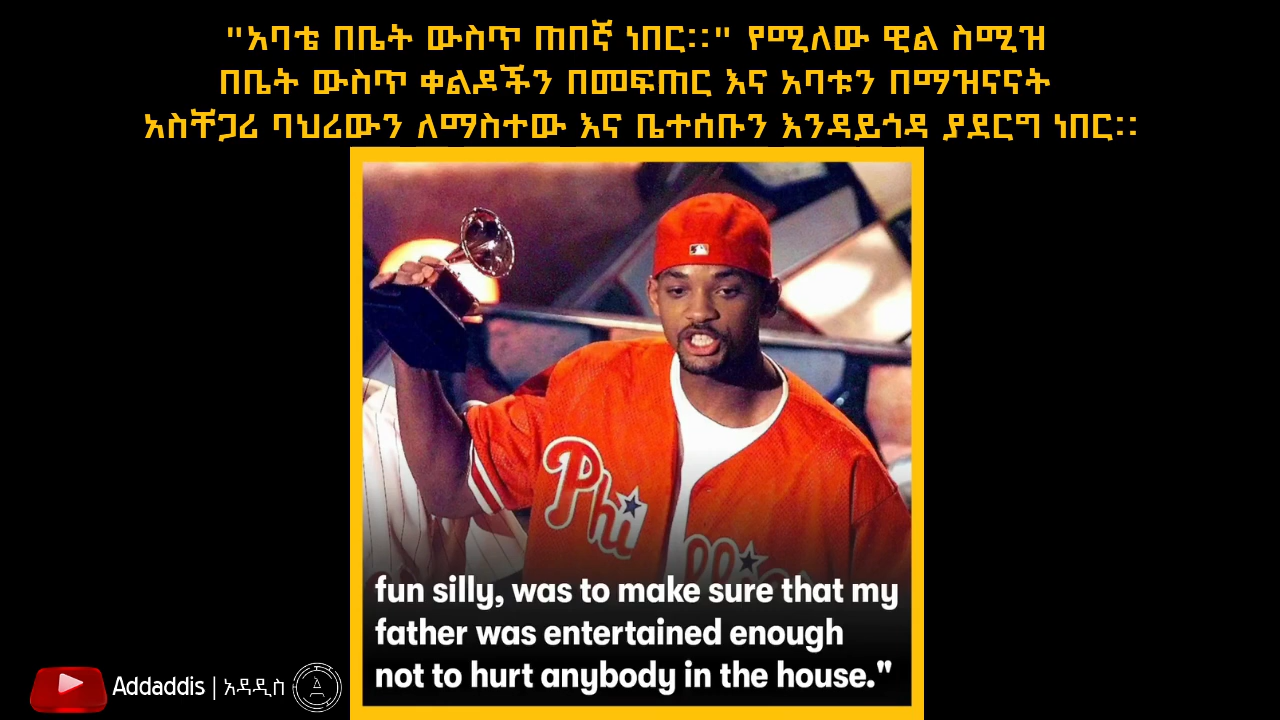 "አባቴ በቤት ውስጥ ጠበኛ ነበር::" የሚለው ዊል ስሚዝ
በቤት ውስጥ ቀልዶችን በመፍጠር እና አባቱን በማዝናናት
አስቸጋሪ ባህሪውን ለማስተው እና ቤተሰቡን እንዳይጎዳ ያደርግ ነበር::
Phi
fun silly, was to make sure that my
father was entertained enough
not to hurt anybody in the house."
Addaddis | አዳዲስ